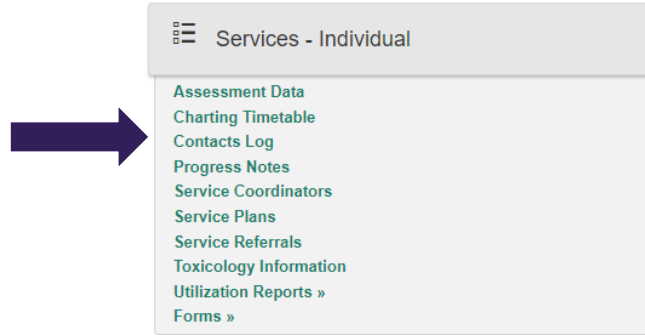 Services - Individual
Assessment Data
Charting Timetable
Contacts Log
Progress Notes
Service Coordinators
Service Plans
Service Referrals
Toxicology Information
Utilization Reports »
Forms »